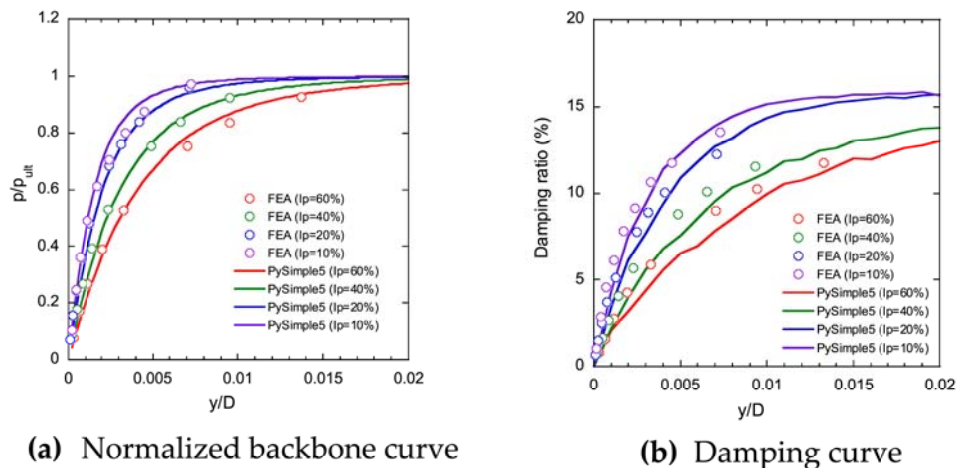 1.2
1
0.8
0.6
0.4
0.2
0
p/p_ult
FEA (Ip=60%)
FEA (Ip=40%)
FEA (Ip=20%)
FEA (Ip=10%)
PySimple5 (Ip=60%)
PySimple5 (Ip=40%)
PySimple5 (Ip=20%)
PySimple5 (Ip=10%)
0 0.005 0.01 0.015 0.02
y/D
(a) Normalized backbone curve
20
15
10
5
0
Damping ratio (%)
FEA (Ip=60%)
FEA (Ip=40%)
FEA (Ip=20%)
FEA (Ip=10%)
PySimple5 (Ip=60%)
PySimple5 (Ip=40%)
PySimple5 (Ip=20%)
PySimple5 (Ip=10%)
0 0.005 0.01 0.015 0.02
y/D
(b) Damping curve